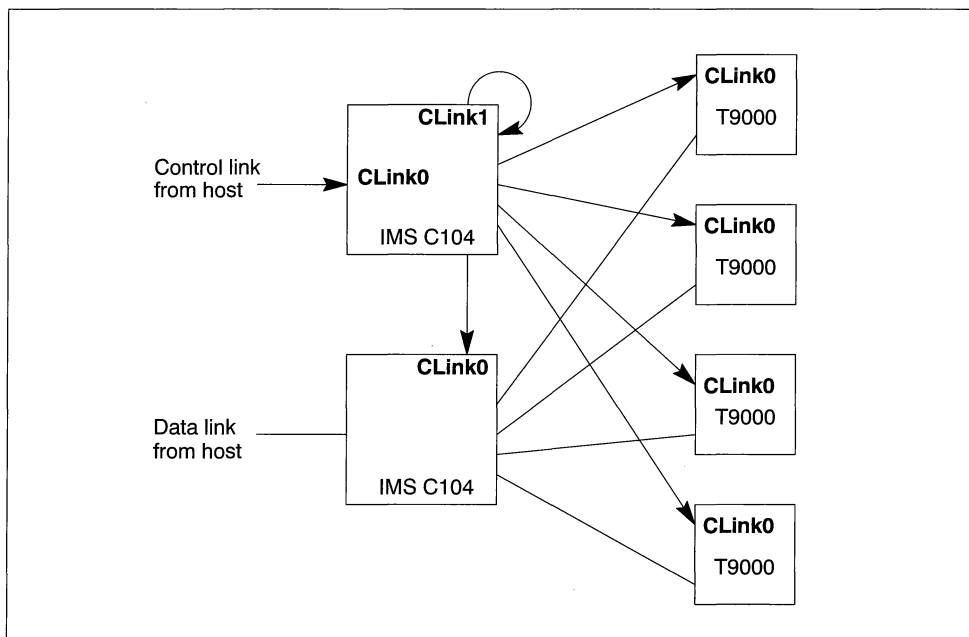 CLink1
Control link
from host
CLink0
IMS C104
CLink0
Data link
from host
IMS C104
CLink0
T9000
CLink0
T9000
CLink0
T9000
CLink0
T9000